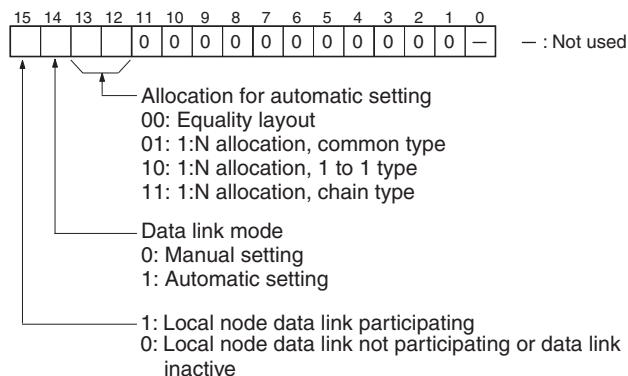 15 14 13 12 11 10 9 8 7 6 5 4 3 2 1 0
0 0 0 0 0 0 0 0 0 0 0 — — : Not used
Allocation for automatic setting
00: Equality layout
01: 1:N allocation, common type
10: 1:N allocation, 1 to 1 type
11: 1:N allocation, chain type
Data link mode
0: Manual setting
1: Automatic setting
1: Local node data link participating
0: Local node data link not participating or data link
inactive